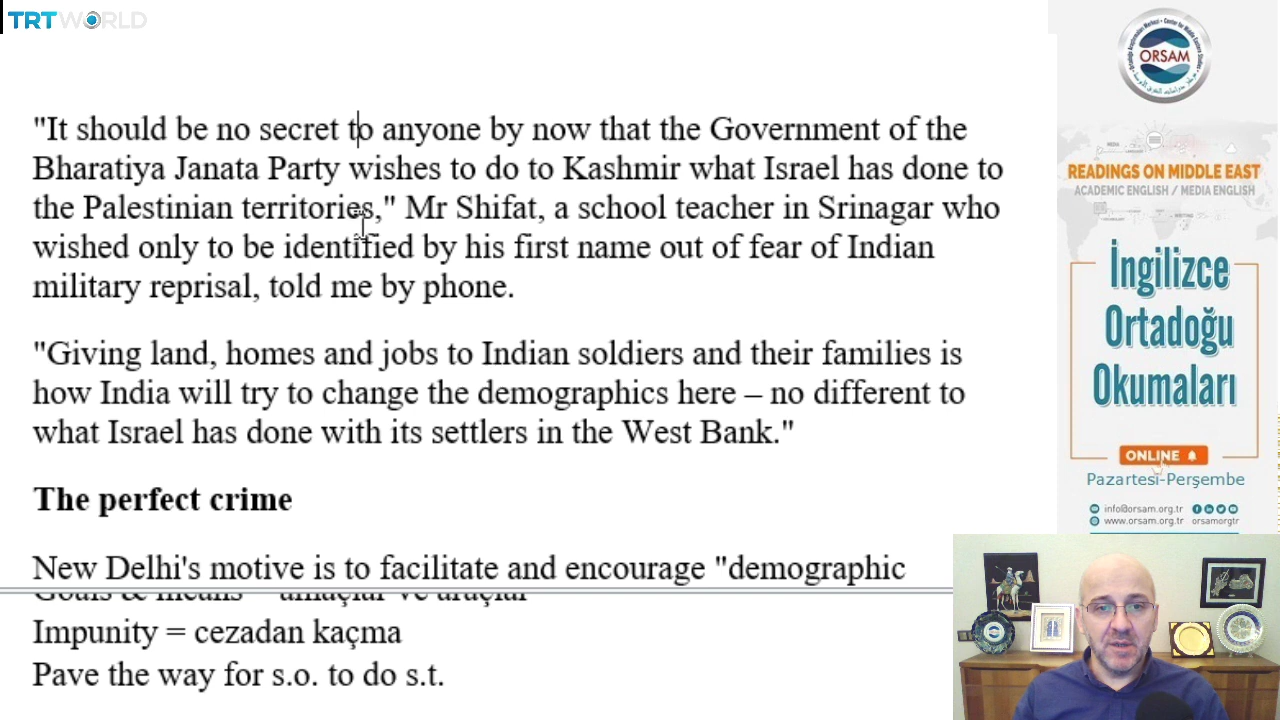 TRT WORLD
"It should be no secret to anyone by now that the Government of the
Bharatiya Janata Party wishes to do to Kashmir what Israel has done to
the Palestinian territories," Mr Shifat, a school teacher in Srinagar who
wished only to be identified by his first name out of fear of Indian
military reprisal, told me by phone.
"Giving land, homes and jobs to Indian soldiers and their families is
how India will try to change the demographics here – no different to
what Israel has done with its settlers in the West Bank."
The perfect crime
New Delhi's motive is to facilitate and encourage "demographic
Goals & means = amaçlar ve araçlar
Impunity = cezadan kaçma
Pave the way for s.o. to do s.t.
ORSAM
READINGS ON MIDDLE EAST
ACADEMIC ENGLISH / MEDIA ENGLISH
İngilizce
Ortadoğu
Okumaları
ONLINE
Pazartesi-Perşembe
info@orsam.org.tr
www.orsam.org.tr orsamorgtr